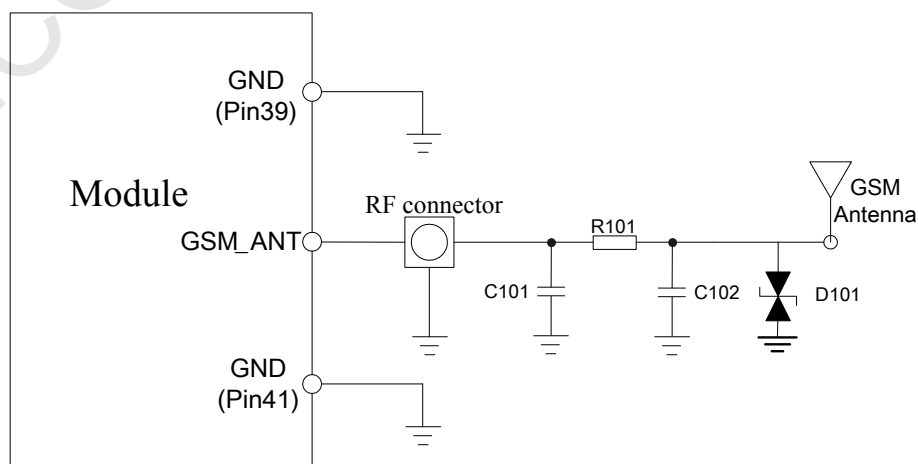 GND
(Pin39)
Module
RF connector
GSM
Antenna
R101
GSM_ANT
C101
C102
D101
GND
(Pin41)